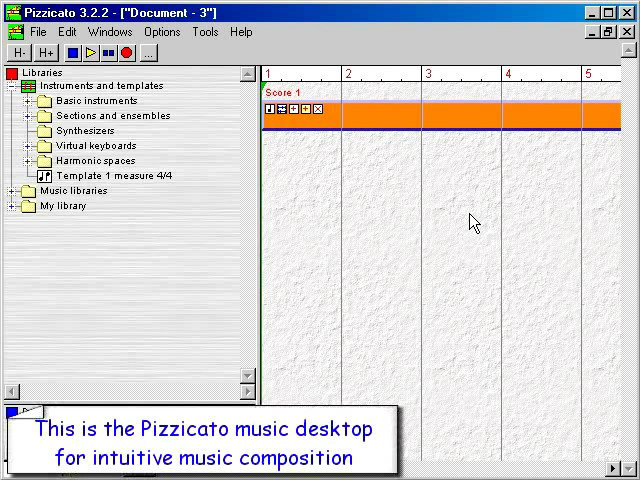 Pizzicato 3.2.2 - ["Document - 3"]
File Edit Windows Options Tools Help
H- H+ ...
Libraries
Instruments and templates
Basic instruments
Sections and ensembles
Synthesizers
Virtual keyboards
Harmonic spaces
Template 1 measure 4/4
Music libraries
My library
1 2 3 4 5
Score 1
This is the Pizzicato music desktop
for intuitive music composition